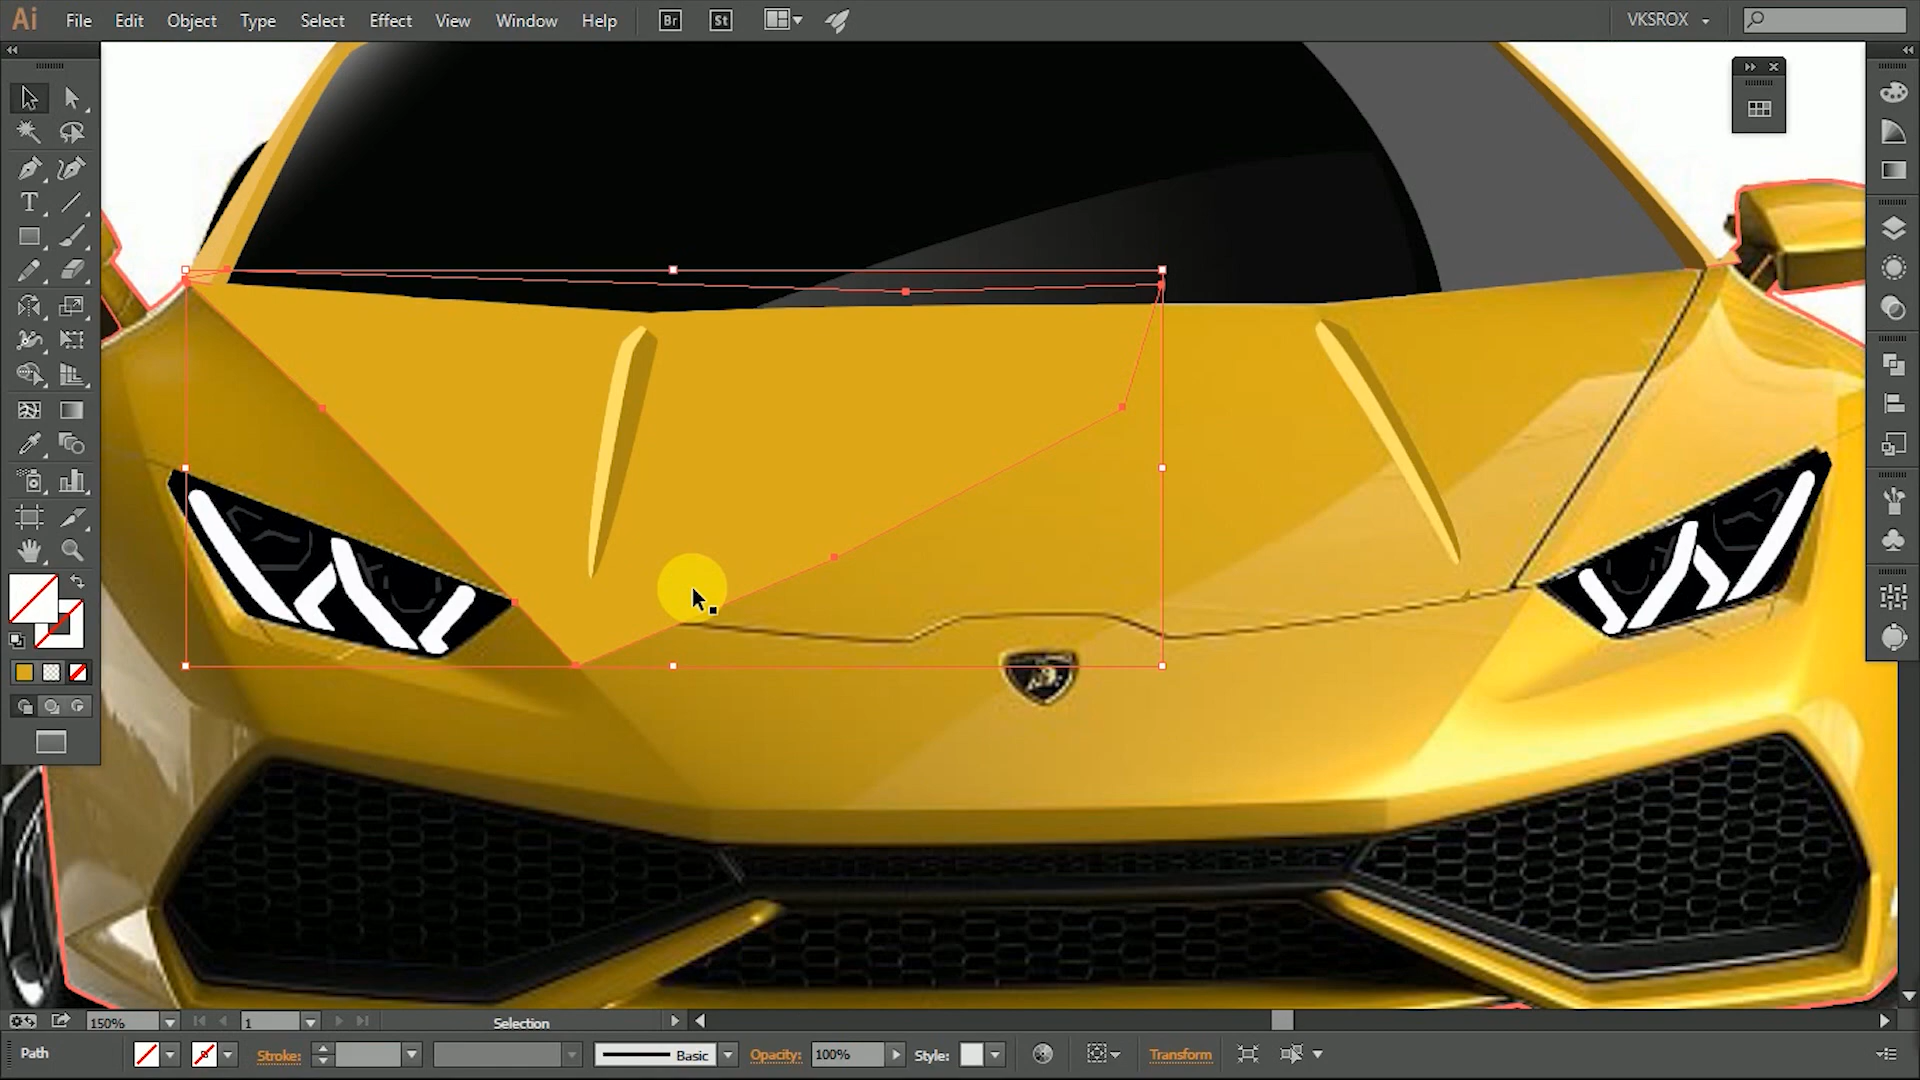 Ai File Edit Object Type Select Effect View Window Help Br St VKSROX
T
150% 1 Selection
Path Stroke: Basic Opacity: 100% Style: Transform